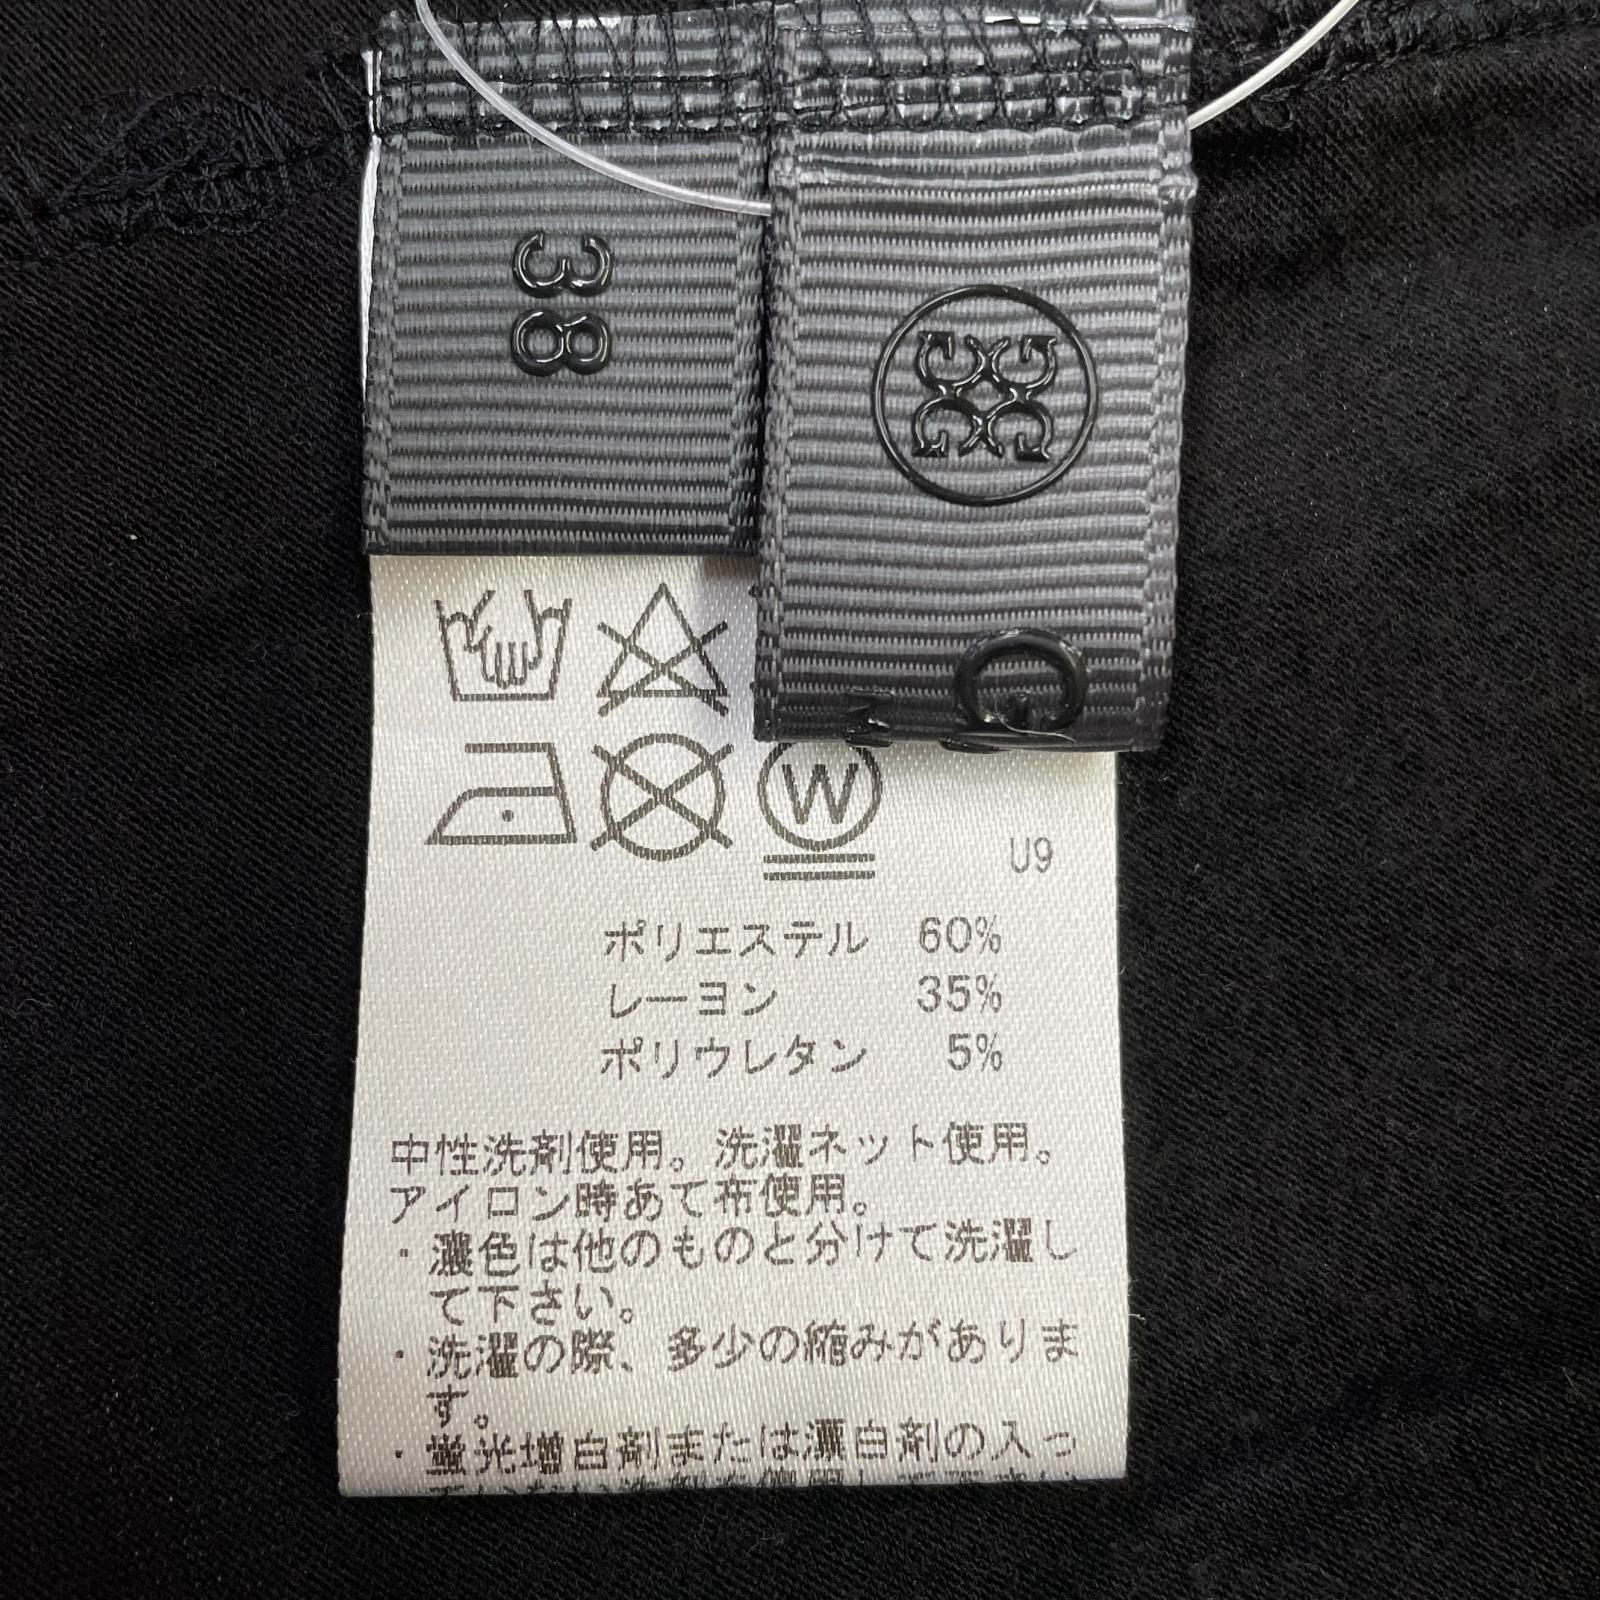 38
G
W
U9
ポリエステル 60%
レーヨン 35%
ポリウレタン 5%
中性洗剤使用。洗濯ネット使用。
アイロン時あて布使用。
・濃色は他のものと分けて洗濯し
て下さい。
・洗濯の際、多少の縮みがありま
す。
・蛍光増白剤または漂白剤の入っ